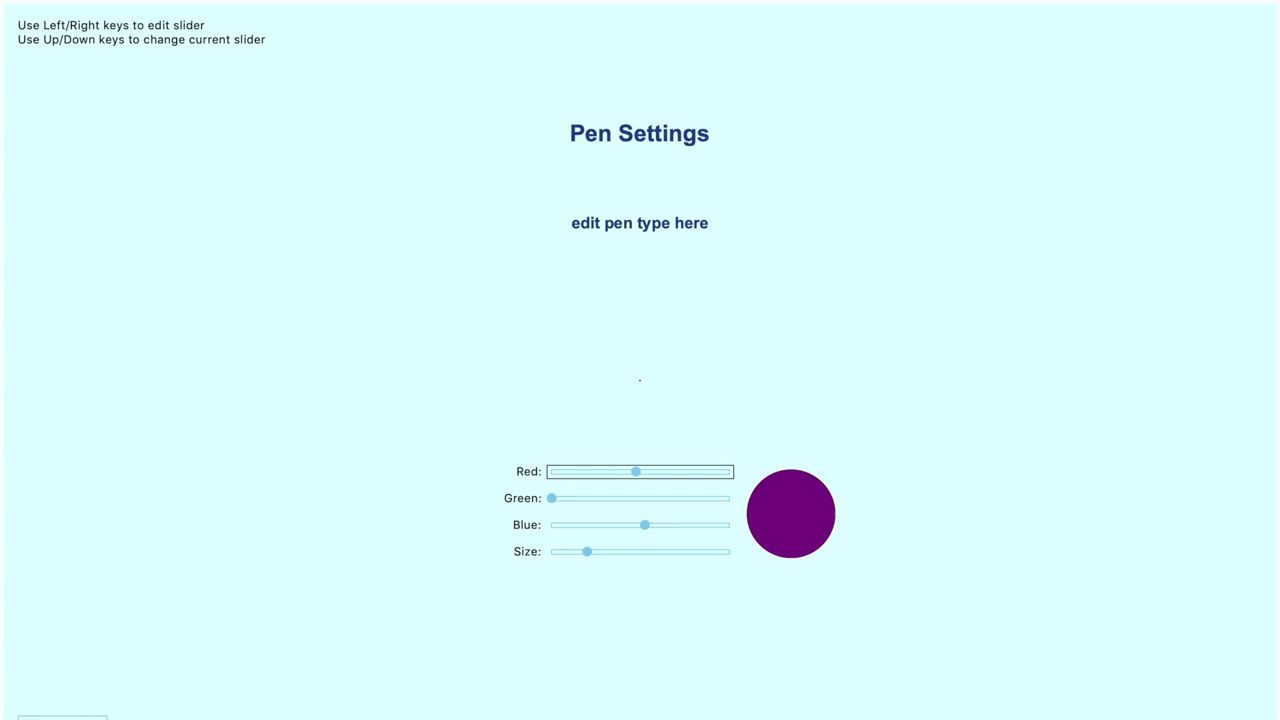 Use Left/Right keys to edit slider
Use Up/Down keys to change current slider
Pen Settings
edit pen type here
Red:
Green:
Blue:
Size: